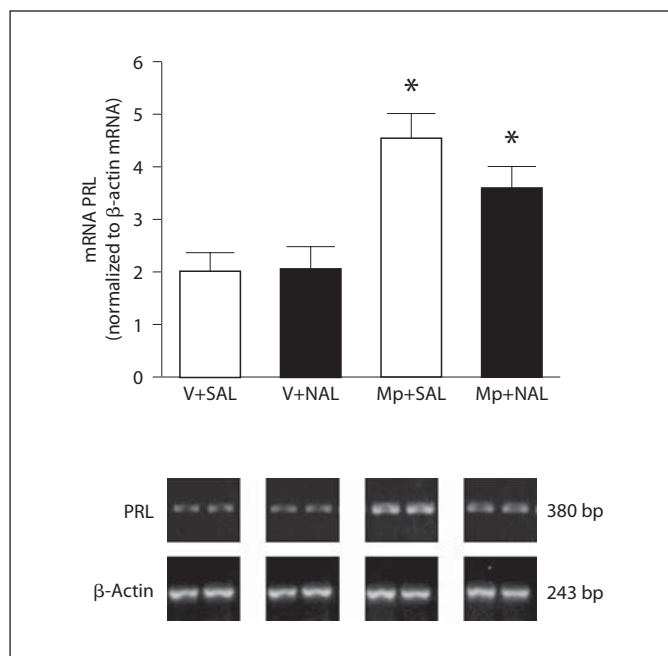 mRNA PRL
(normalized to β-actin mRNA)
6
5
4
3
2
1
0
*
*
V+SAL
V+NAL
Mp+SAL
Mp+NAL
PRL
380 bp
β-Actin
243 bp